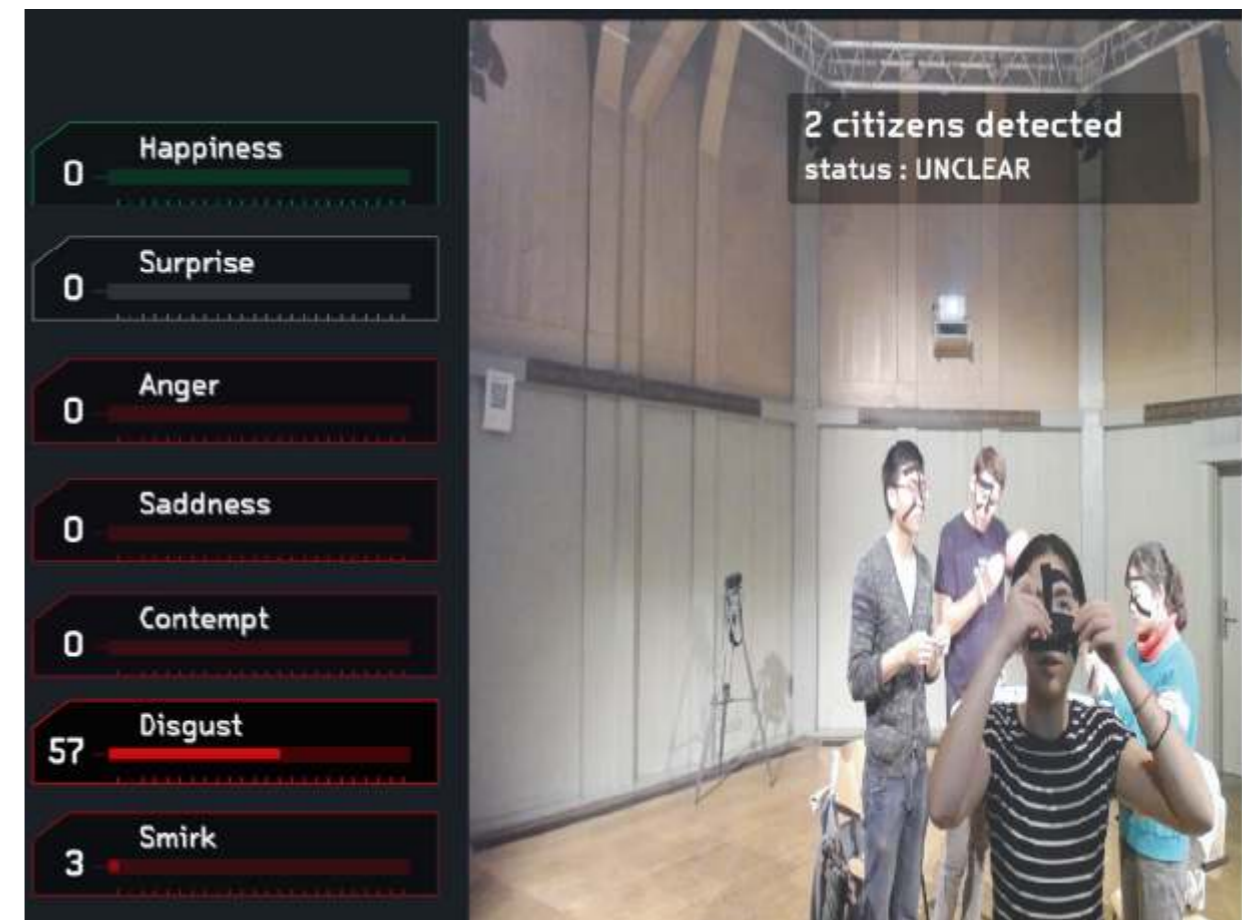 Happiness
0
Surprise
0
Anger
0
Saddness
0
Contempt
0
Disgust
57
Smirk
3
2 citizens detected
status : UNCLEAR